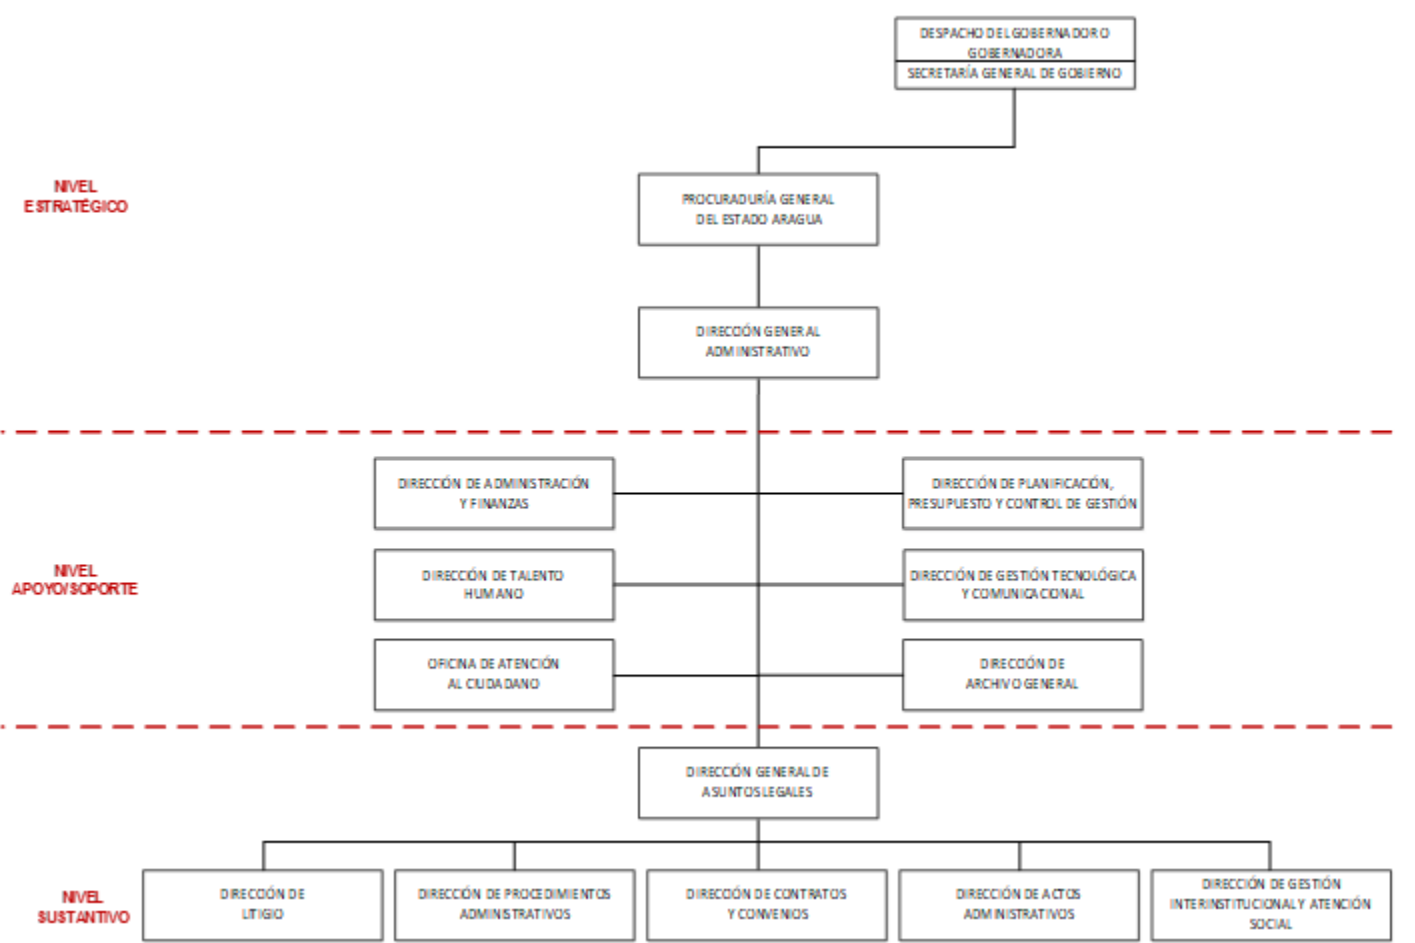 DESPACHO DEL GOBERNADOR O
GOBERNADORA
SECRETARÍA GENERAL DE GOBIERNO
NIVEL
ESTRATÉGICO
PROCURADURÍA GENERAL
DEL ESTADO ARAGUA
DIRECCIÓN GENERAL
ADMINISTRATIVO
DIRECCIÓN DE ADMINISTRACIÓN
Y FINANZAS
DIRECCIÓN DE PLANIFICACIÓN,
PRESUPUESTO Y CONTROL DE GESTIÓN
NIVEL
APOYO/SOPORTE
DIRECCIÓN DE TALENTO
HUMANO
DIRECCIÓN DE GESTIÓN TECNOLÓGICA
Y COMUNICACIONAL
OFICINA DE ATENCIÓN
AL CIUDADANO
DIRECCIÓN DE
ARCHIVO GENERAL
DIRECCIÓN GENERAL DE
ASUNTOS LEGALES
NIVEL
SUSTANTIVO
DIRECCIÓN DE
LITIGIO
DIRECCIÓN DE PROCEDIMIENTOS
ADMINISTRATIVOS
DIRECCIÓN DE CONTRATOS
Y CONVENIOS
DIRECCIÓN DE ACTOS
ADMINISTRATIVOS
DIRECCIÓN DE GESTIÓN
INTERINSTITUCIONAL Y ATENCIÓN
SOCIAL